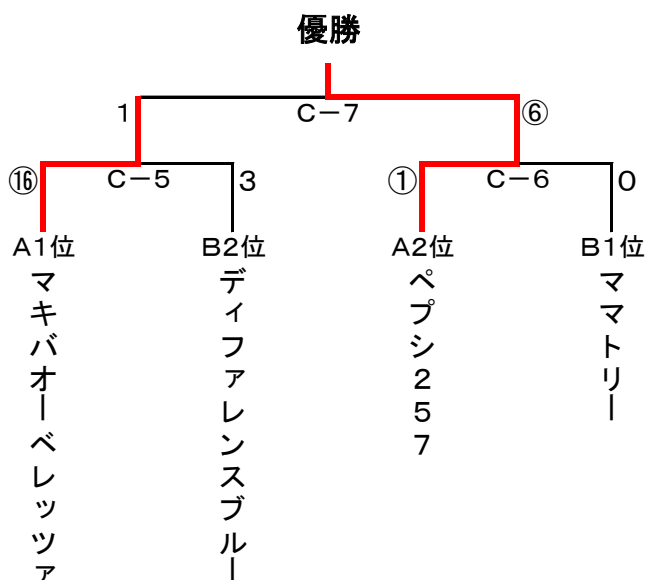 優勝
1
C－7
⑥
⑯
C－5
3
①
C－6
0
A1位
B2位
A2位
B1位
マキバオーベレッツァ
ディファレンスブルー
ペプシ257
ママトリー